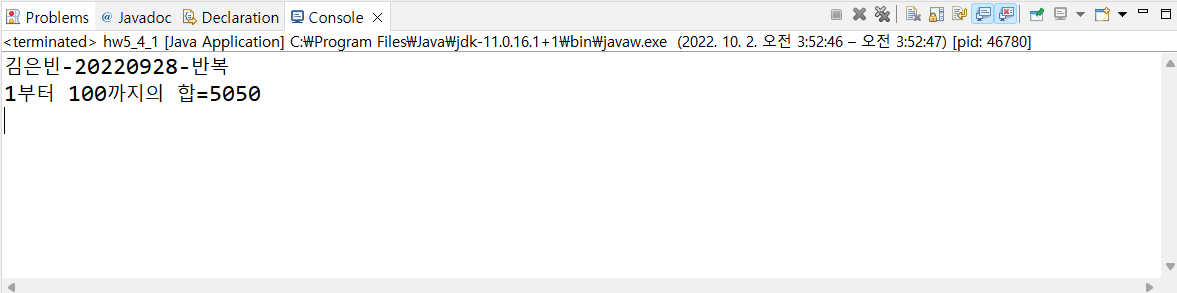 Problems @ Javadoc Declaration Console
<terminated> hw5_4_1 [Java Application] C:₩Program Files₩Java₩jdk-11.0.16.1+1₩bin₩javaw.exe (2022. 10. 2. 오전 3:52:46 – 오전 3:52:47) [pid: 46780]
김은빈-20220928-반복
1부터 100까지의 합=5050